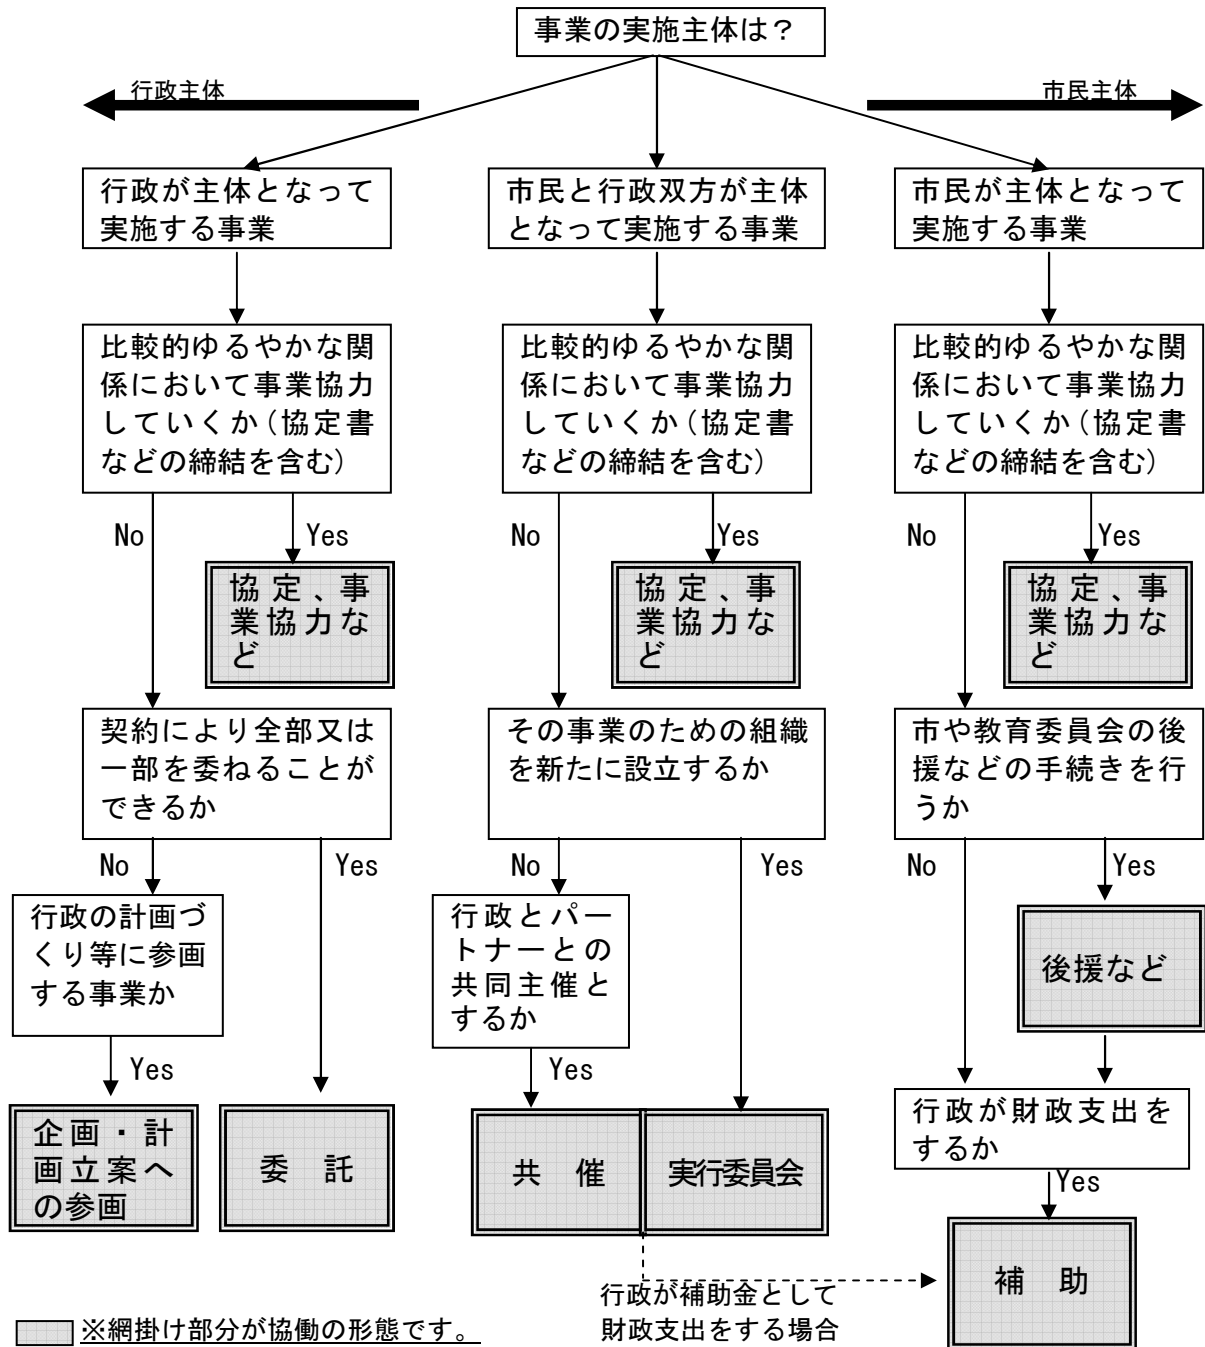 事業の実施主体は？
行政主体
市民主体
行政が主体となって
実施する事業
市民と行政双方が主体
となって実施する事業
市民が主体となって
実施する事業
比較的ゆるやかな関
係において事業協力
していくか（協定書
などの締結を含む）
比較的ゆるやかな関
係において事業協力
していくか（協定書
などの締結を含む）
比較的ゆるやかな関
係において事業協力
していくか（協定書
などの締結を含む）
No
Yes
No
Yes
No
Yes
協定、事
業協力な
ど
協定、事
業協力な
ど
協定、事
業協力な
ど
契約により全部又は
一部を委ねることが
できるか
その事業のための組織
を新たに設立するか
市や教育委員会の後
援などの手続きを行
うか
No
Yes
No
Yes
No
Yes
行政の計画づ
くり等に参画
する事業か
行政とパー
トナーとの
共同主催と
するか
後援など
Yes
Yes
行政が財政支出を
するか
企画・計
画立案へ
の参画
委　託
共　催
実行委員会
Yes
補　助
行政が補助金として
財政支出をする場合
※網掛け部分が協働の形態です。